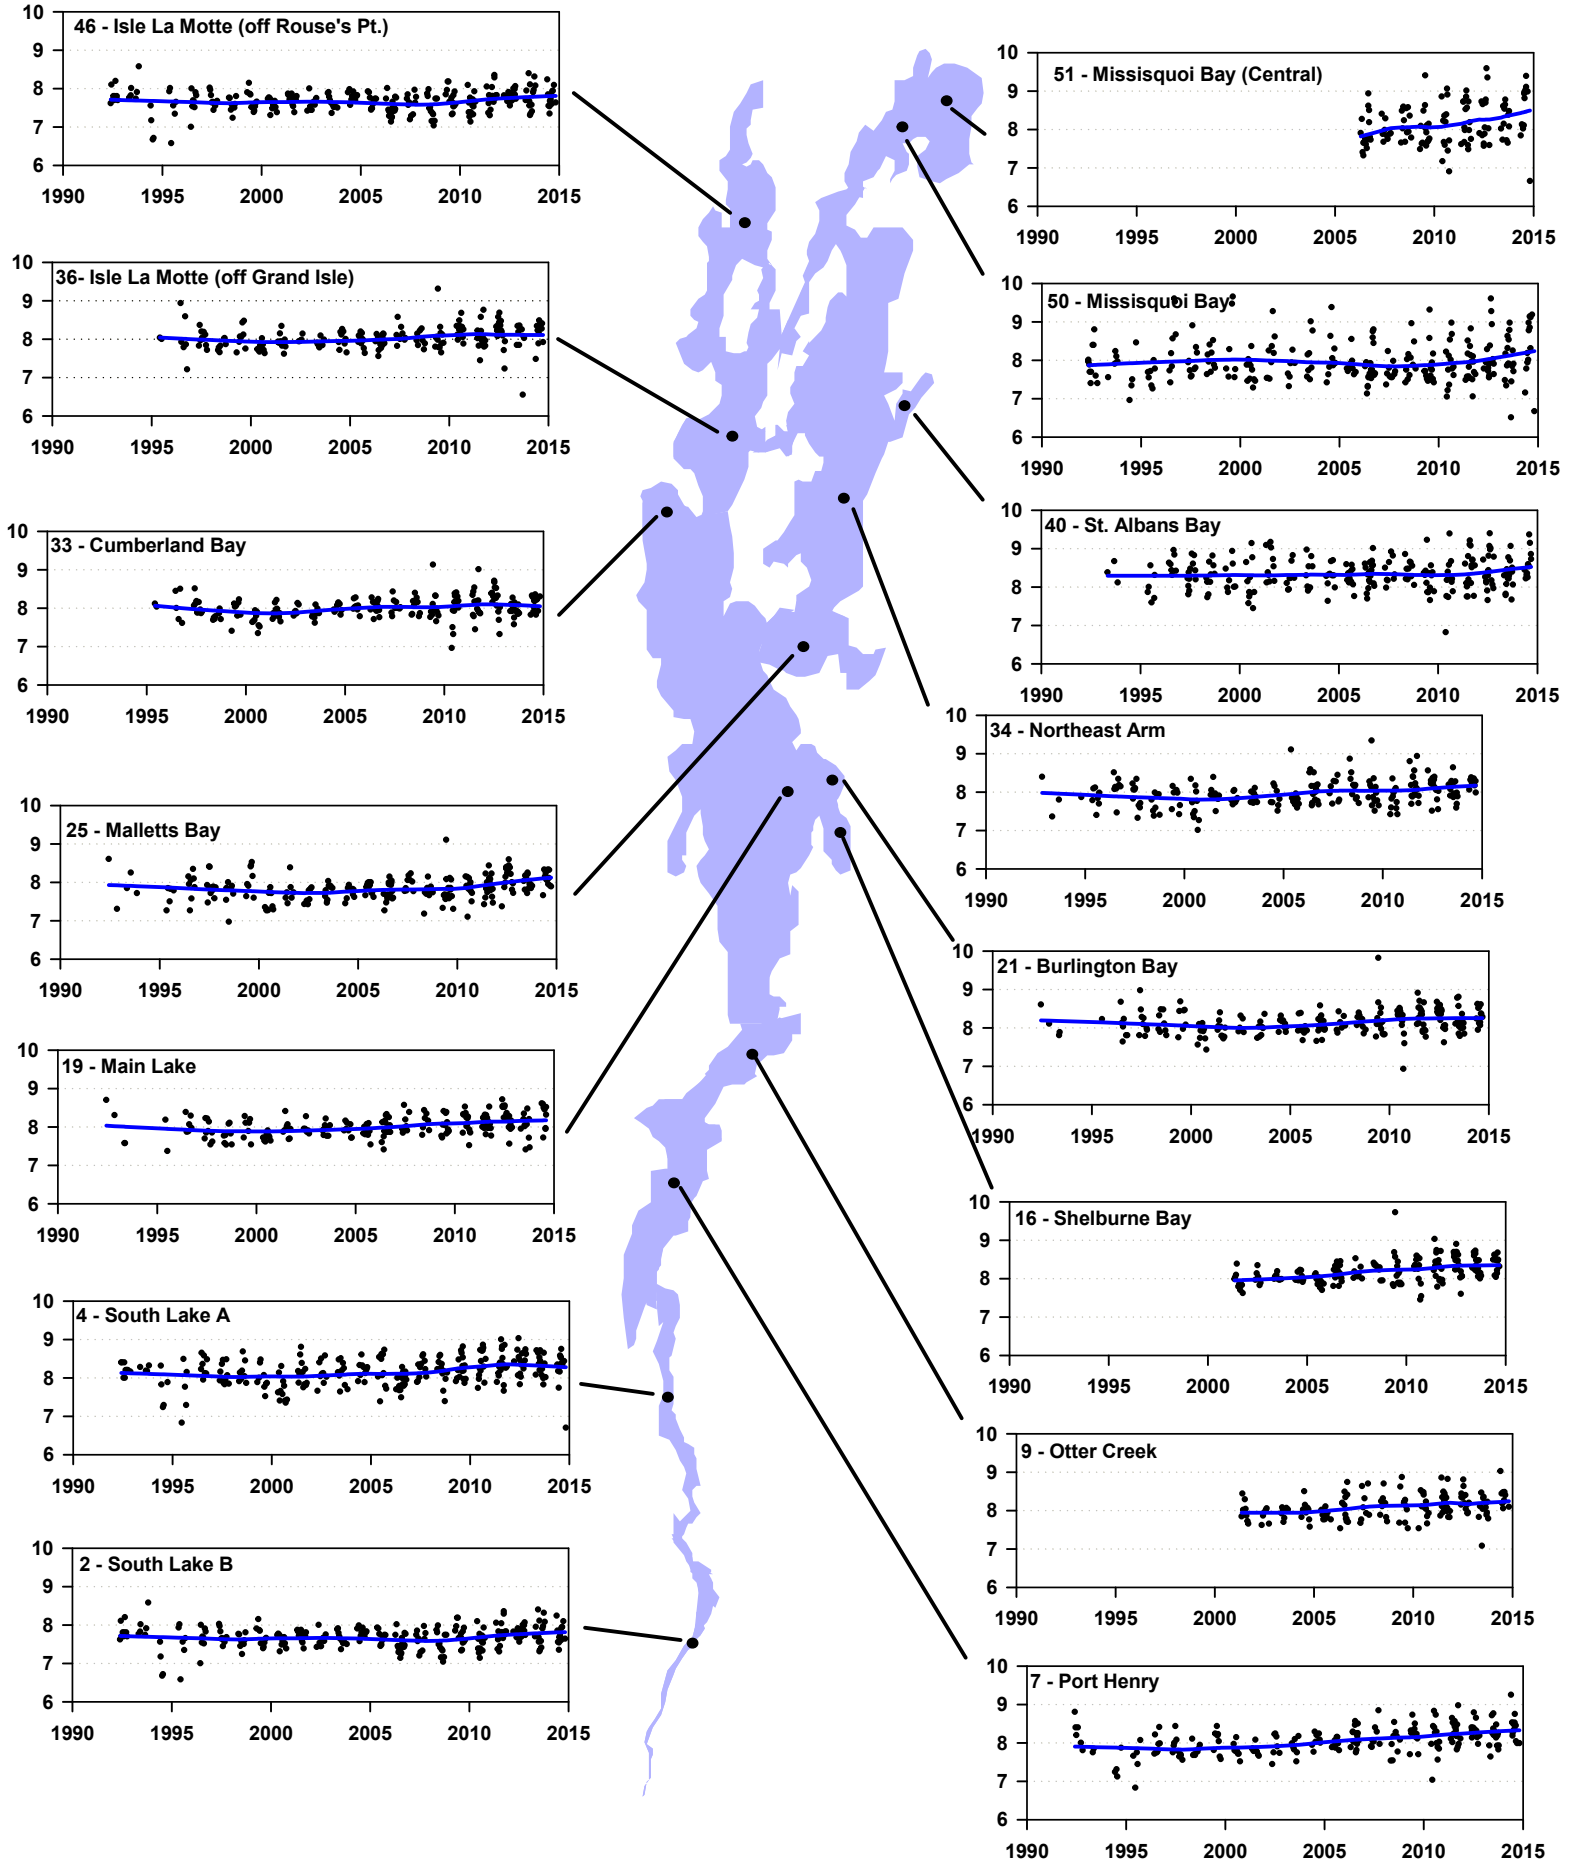 46 - Isle La Motte (off Rouse's Pt.)
10
9
8
7
6
1990 1995 2000 2005 2010 2015
36- Isle La Motte (off Grand Isle)
10
9
8
7
6
1990 1995 2000 2005 2010 2015
33 - Cumberland Bay
10
9
8
7
6
1990 1995 2000 2005 2010 2015
25 - Malletts Bay
10
9
8
7
6
1990 1995 2000 2005 2010 2015
19 - Main Lake
10
9
8
7
6
1990 1995 2000 2005 2010 2015
4 - South Lake A
10
9
8
7
6
1990 1995 2000 2005 2010 2015
2 - South Lake B
10
9
8
7
6
1990 1995 2000 2005 2010 2015
51 - Missisquoi Bay (Central)
10
9
8
7
6
1990 1995 2000 2005 2010 2015
50 - Missisquoi Bay
10
9
8
7
6
1990 1995 2000 2005 2010 2015
40 - St. Albans Bay
10
9
8
7
6
1990 1995 2000 2005 2010 2015
34 - Northeast Arm
10
9
8
7
6
1990 1995 2000 2005 2010 2015
21 - Burlington Bay
10
9
8
7
6
1990 1995 2000 2005 2010 2015
16 - Shelburne Bay
10
9
8
7
6
1990 1995 2000 2005 2010 2015
9 - Otter Creek
10
9
8
7
6
1990 1995 2000 2005 2010 2015
7 - Port Henry
10
9
8
7
6
1990 1995 2000 2005 2010 2015